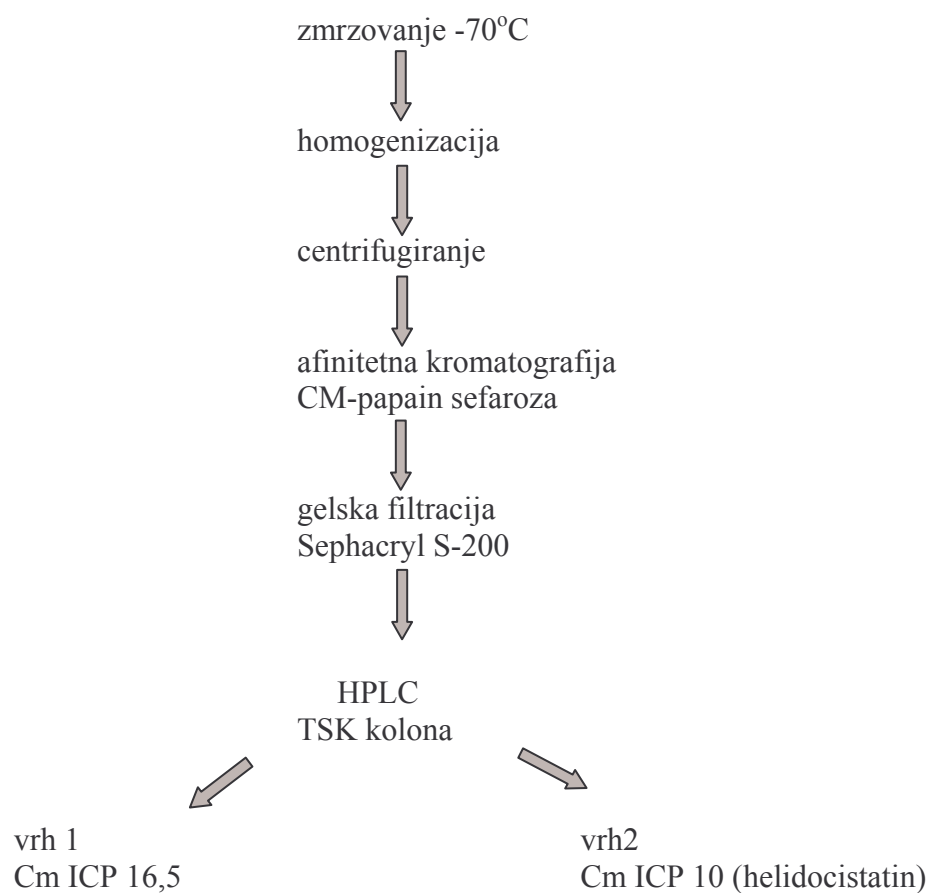 zmrzovanje -70°C
homogenizacija
centrifugiranje
afinitetna kromatografija
CM-papain sefaroza
gelska filtracija
Sephacryl S-200
HPLC
TSK kolona
vrh 1
Cm ICP 16,5
vrh2
Cm ICP 10 (helidocistatin)